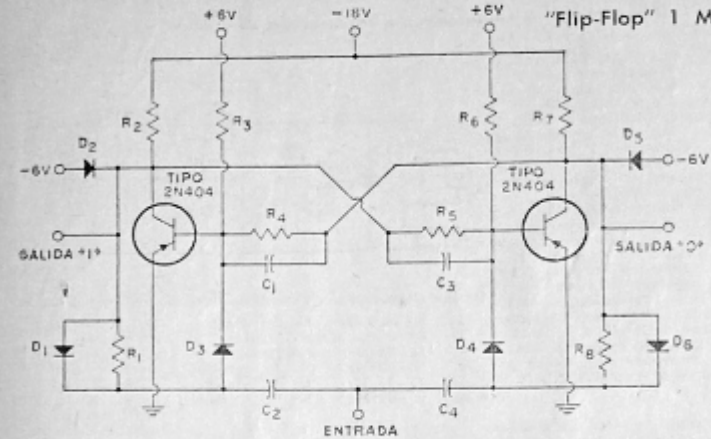 +6V
-18V
+6V
"Flip-Flop" 1 M
R2
R3
R6
R7
D2
D5
-6V
-6V
TIPO
2N404
TIPO
2N404
R4
R5
SALIDA "1"
SALIDA "0"
C1
C3
D1
R1
D3
D4
R8
D6
C2
C4
ENTRADA